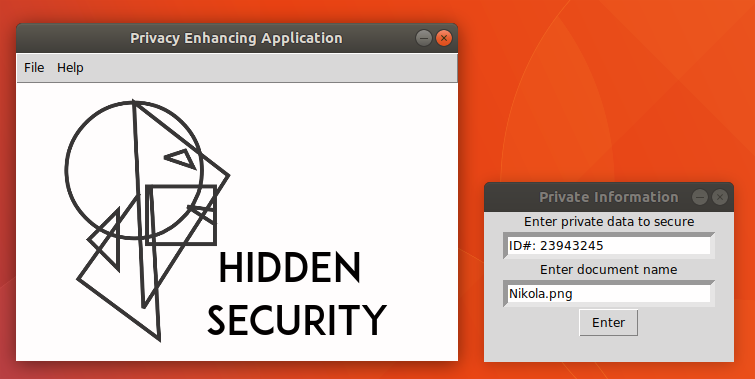 Privacy Enhancing Application
File Help
HIDDEN
SECURITY
Private Information
Enter private data to secure
ID#: 23943245
Enter document name
Nikola.png
Enter